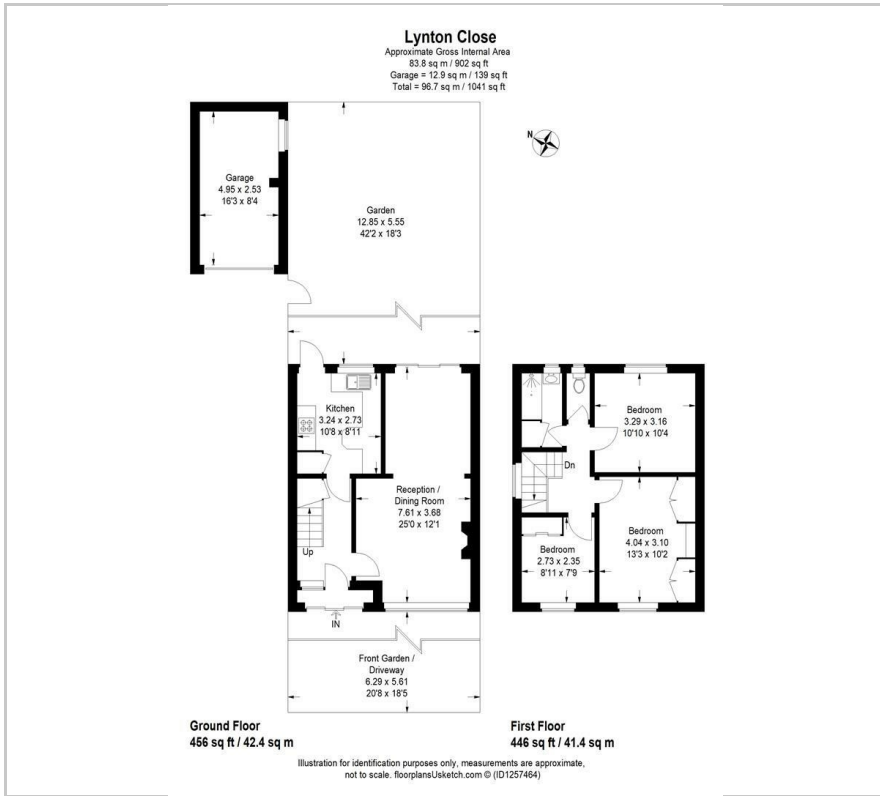 Lynton Close
Approximate Gross Internal Area
83.8 sq m / 902 sq ft
Garage = 12.9 sq m / 139 sq ft
Total = 96.7 sq m / 1041 sq ft
N
Garage
4.95 x 2.53
16'3 x 8'4
Garden
12.85 x 5.55
42'2 x 18'3
Kitchen
3.24 x 2.73
10'8 x 8'11
Reception /
Dining Room
7.61 x 3.68
25'0 x 12'1
Up
IN
Front Garden /
Driveway
6.29 x 5.61
20'8 x 18'5
Bedroom
3.29 x 3.16
10'10 x 10'4
Dn
Bedroom
4.04 x 3.10
13'3 x 10'2
Bedroom
2.73 x 2.35
8'11 x 7'9
Ground Floor
456 sq ft / 42.4 sq m
First Floor
446 sq ft / 41.4 sq m
Illustration for identification purposes only, measurements are approximate,
not to scale. floorplansUsketch.com © (ID1257464)